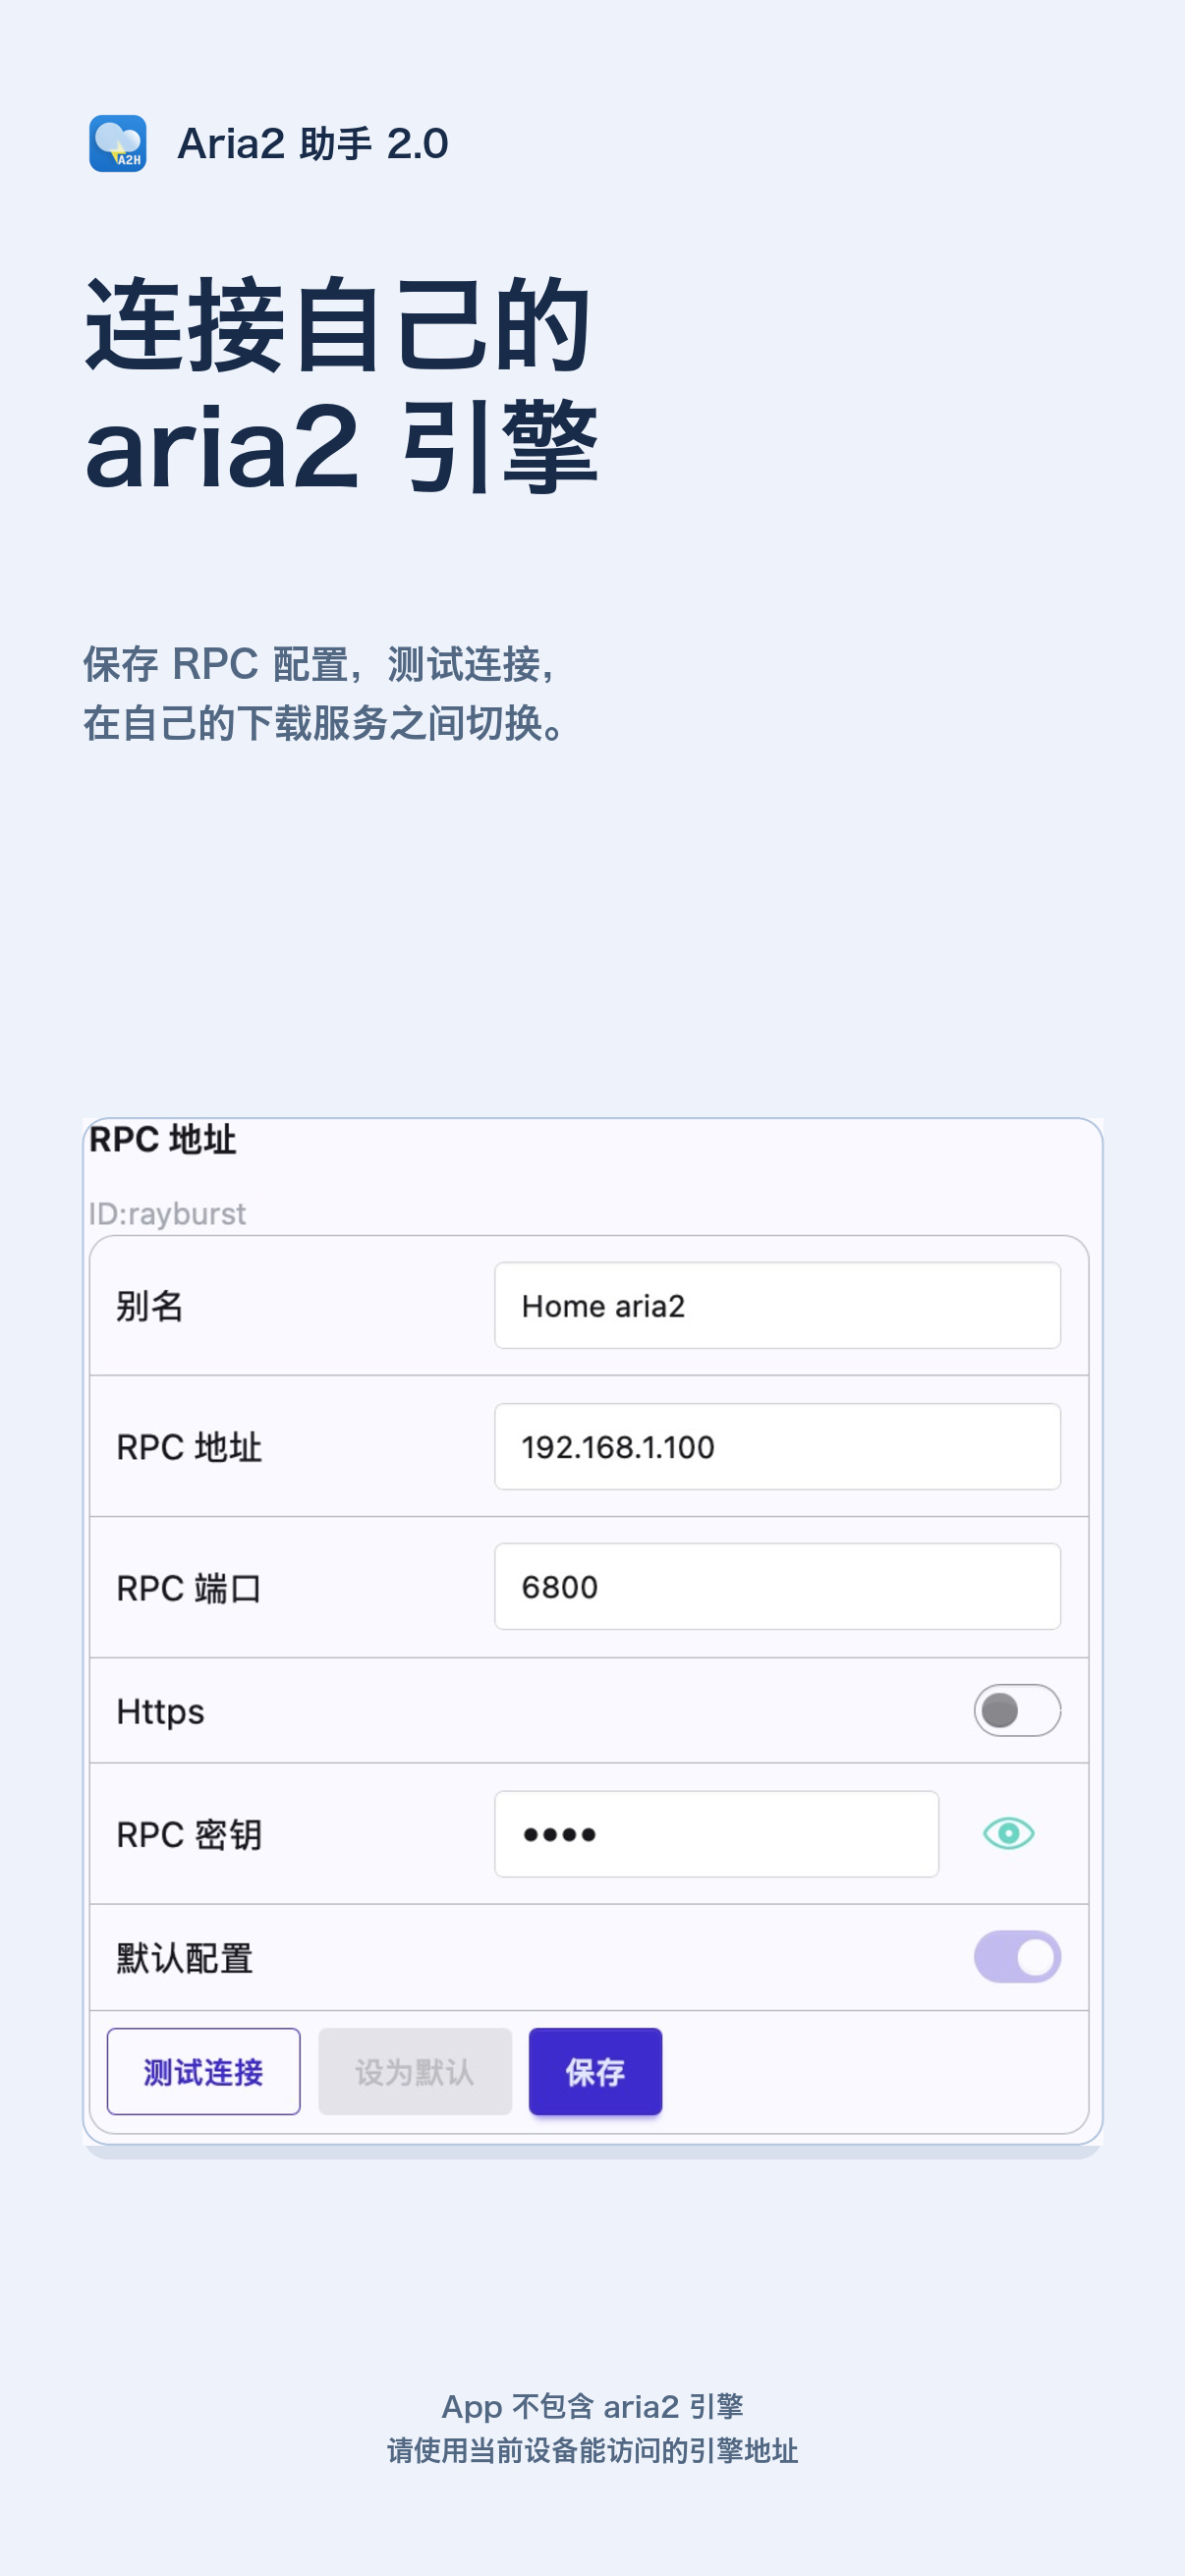 A2H
Aria2 助手 2.0
连接自己的
aria2 引擎
保存 RPC 配置，测试连接，
在自己的下载服务之间切换。
RPC 地址
ID:rayburst
别名 Home aria2
RPC 地址 192.168.1.100
RPC 端口 6800
Https
RPC 密钥 ••••
默认配置
测试连接 设为默认 保存
App 不包含 aria2 引擎
请使用当前设备能访问的引擎地址